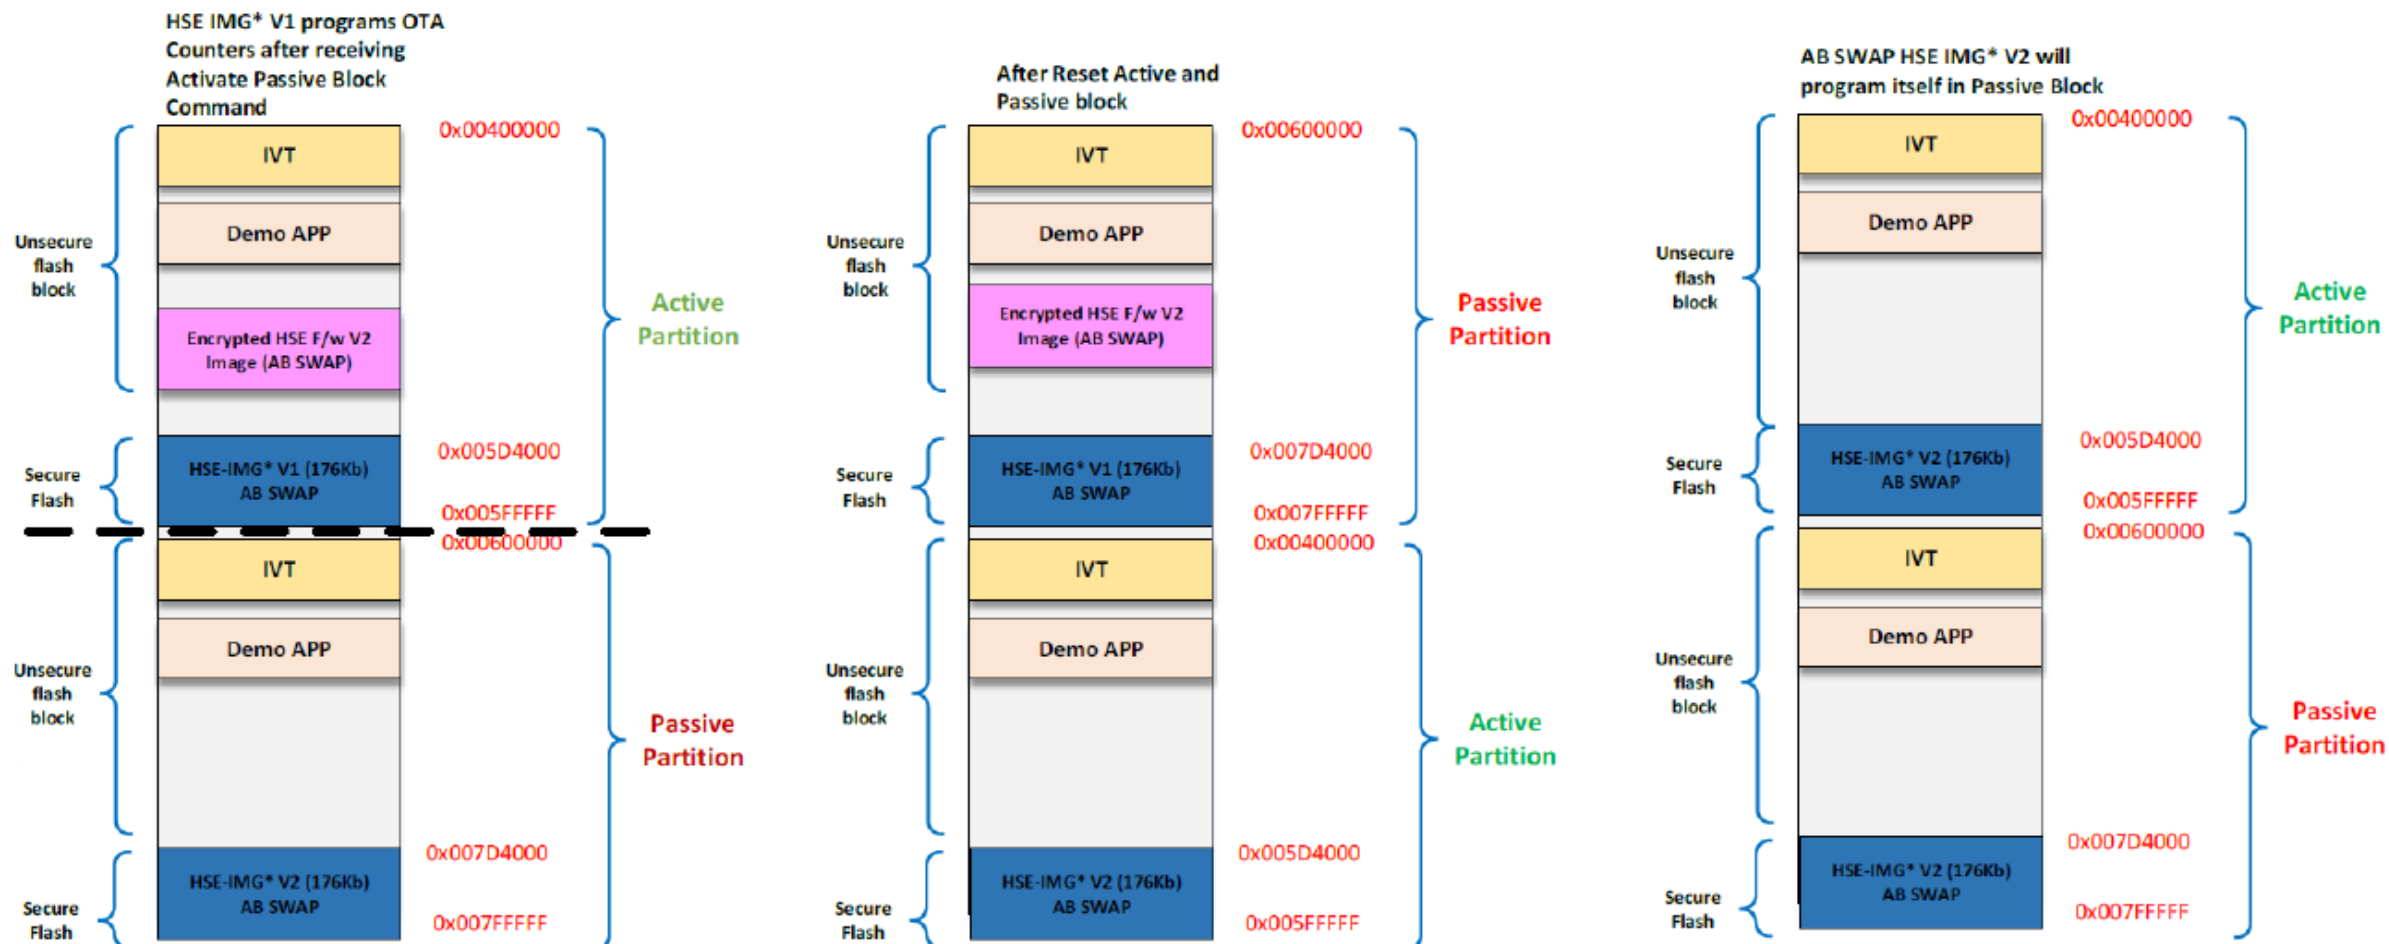 HSE IMG* V1 programs OTA
Counters after receiving
Activate Passive Block
Command
0x00400000
IVT
Demo APP
Unsecure
flash
block
Encrypted HSE F/w V2
Image (AB SWAP)
Active
Partition
0x005D4000
HSE-IMG* V1 (176Kb)
AB SWAP
Secure
Flash
0x005FFFFF
0x00600000
IVT
Demo APP
Unsecure
flash
block
Passive
Partition
0x007D4000
HSE-IMG* V2 (176Kb)
AB SWAP
Secure
Flash
0x007FFFFF
After Reset Active and
Passive block
0x00600000
IVT
Demo APP
Unsecure
flash
block
Encrypted HSE F/w V2
Image (AB SWAP)
Passive
Partition
0x007D4000
HSE-IMG* V1 (176Kb)
AB SWAP
Secure
Flash
0x007FFFFF
0x00400000
IVT
Demo APP
Unsecure
flash
block
Active
Partition
0x005D4000
HSE-IMG* V2 (176Kb)
AB SWAP
Secure
Flash
0x005FFFFF
AB SWAP HSE IMG* V2 will
program itself in Passive Block
0x00400000
IVT
Demo APP
Unsecure
flash
block
Active
Partition
0x005D4000
HSE-IMG* V2 (176Kb)
AB SWAP
Secure
Flash
0x005FFFFF
0x00600000
IVT
Demo APP
Unsecure
flash
block
Passive
Partition
0x007D4000
HSE-IMG* V2 (176Kb)
AB SWAP
Secure
Flash
0x007FFFFF